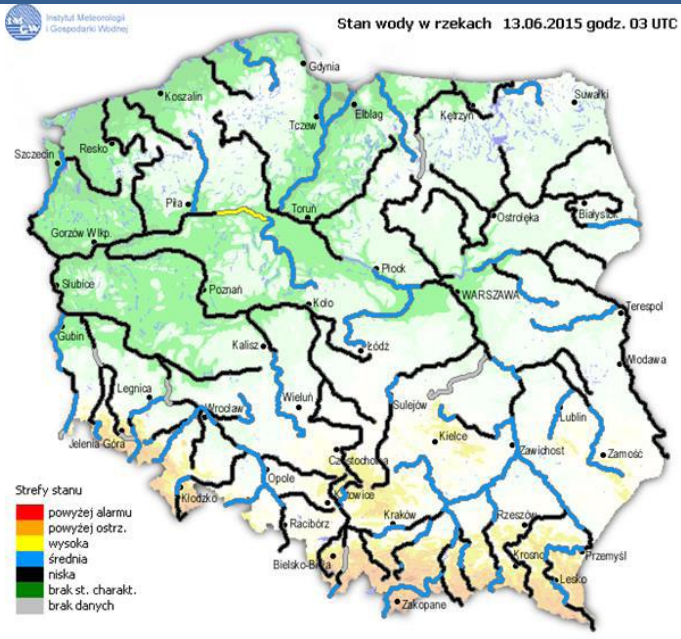 IMGW
Instytut Meteorologii
i Gospodarki Wodnej
Stan wody w rzekach 13.06.2015 godz. 03 UTC
Gdynia
Koszalin
Suwałki
Tczew
Elbląg
Kętrzyn
Resko
Szczecin
Piła
Toruń
Ostrołęka
Białystok
Gorzów Wlkp.
Płock
Słubice
Poznań
WARSZAWA
Koło
Terespol
Gubin
Kalisz
Łódź
Włodawa
Legnica
Wieluń
Wrocław
Sulejów
Lublin
Jelenia Góra
Kielce
Zawichost
Zamość
Częstochowa
Opole
Strefy stanu
Kłodzko
Katowice
powyżej alarmu
Kraków
Rzeszów
powyżej ostrz.
Racibórz
wysoka
Przemyśl
Krosno
średnia
Bielsko-Biała
niska
Lesko
brak st. charakt.
Zakopane
brak danych